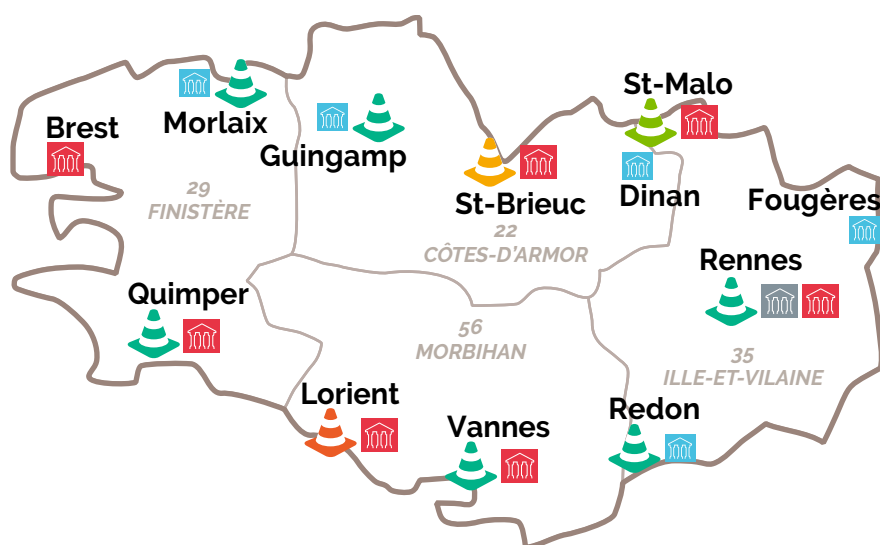 St-Malo
Brest
Morlaix
Guingamp
St-Brieuc
Dinan
Fougères
29
FINISTÈRE
22
CÔTES-D'ARMOR
Rennes
Quimper
56
MORBIHAN
35
ILLE-ET-VILAINE
Lorient
Vannes
Redon